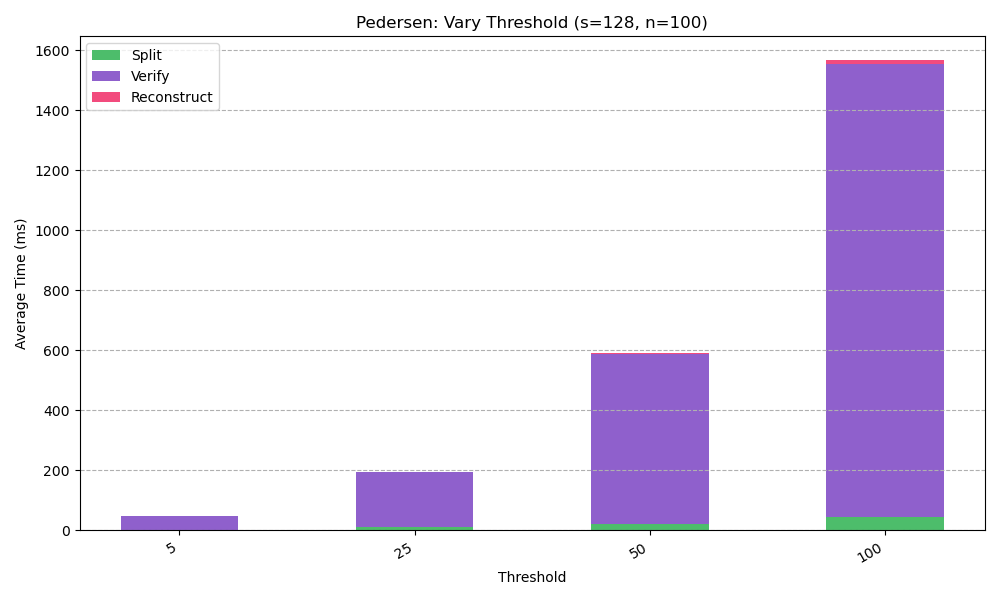 Pedersen: Vary Threshold (s=128, n=100)
Split
Verify
Reconstruct
Average Time (ms)
1600
1400
1200
1000
800
600
400
200
0
5
25
50
100
Threshold